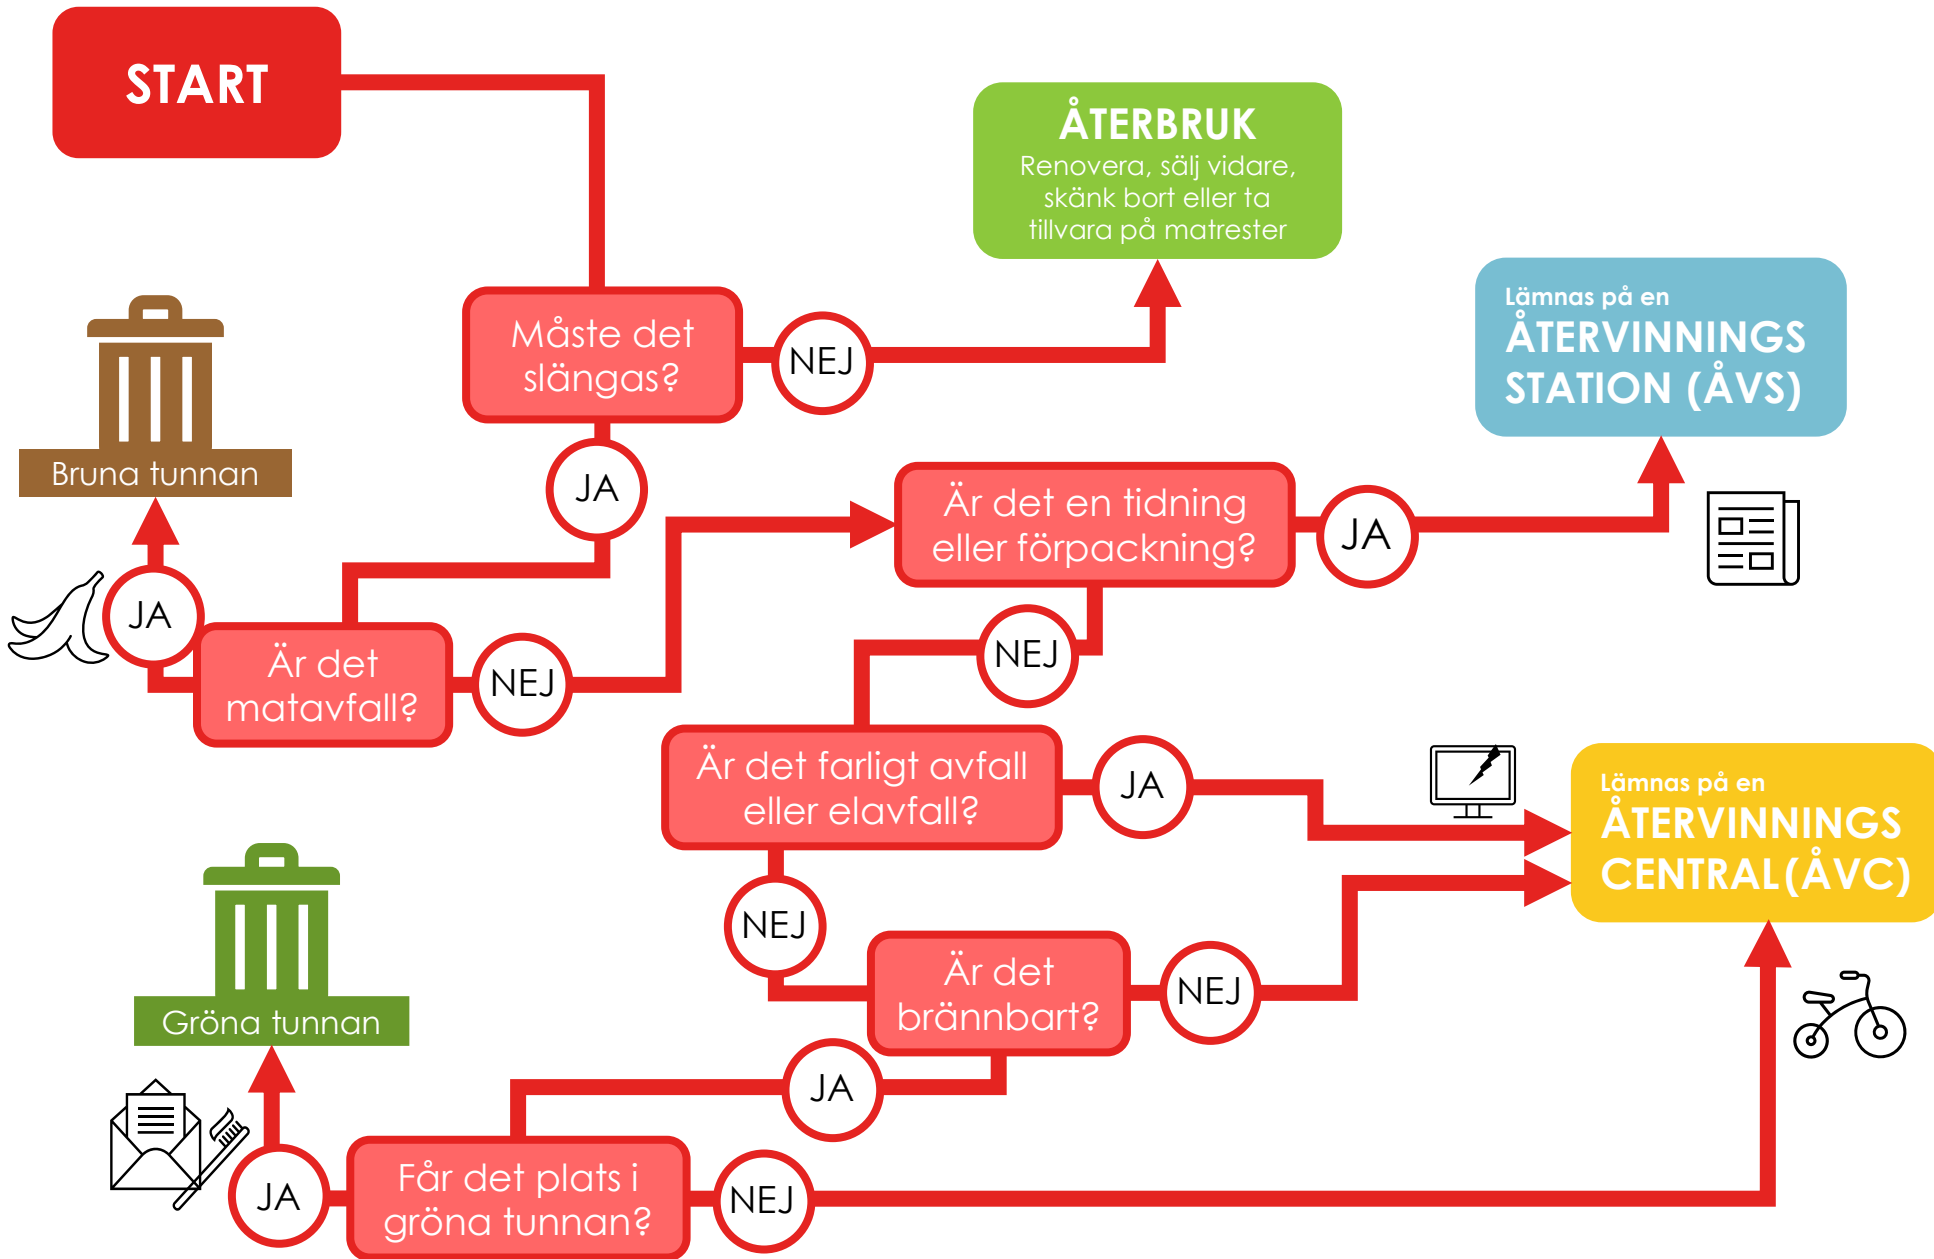 START
ÅTERBRUK
Renovera, sälj vidare,
skänk bort eller ta
tillvara på matrester
Måste det
slängas?
NEJ
Lämnas på en
ÅTERVINNINGS
STATION (ÅVS)
JA
Bruna tunnan
Är det en tidning
eller förpackning?
JA
JA
Är det
matavfall?
NEJ
NEJ
Är det farligt avfall
eller elavfall?
JA
Lämnas på en
ÅTERVINNINGS
CENTRAL (ÅVC)
NEJ
Är det
brännbart?
NEJ
Gröna tunnan
JA
JA
Får det plats i
gröna tunnan?
NEJ